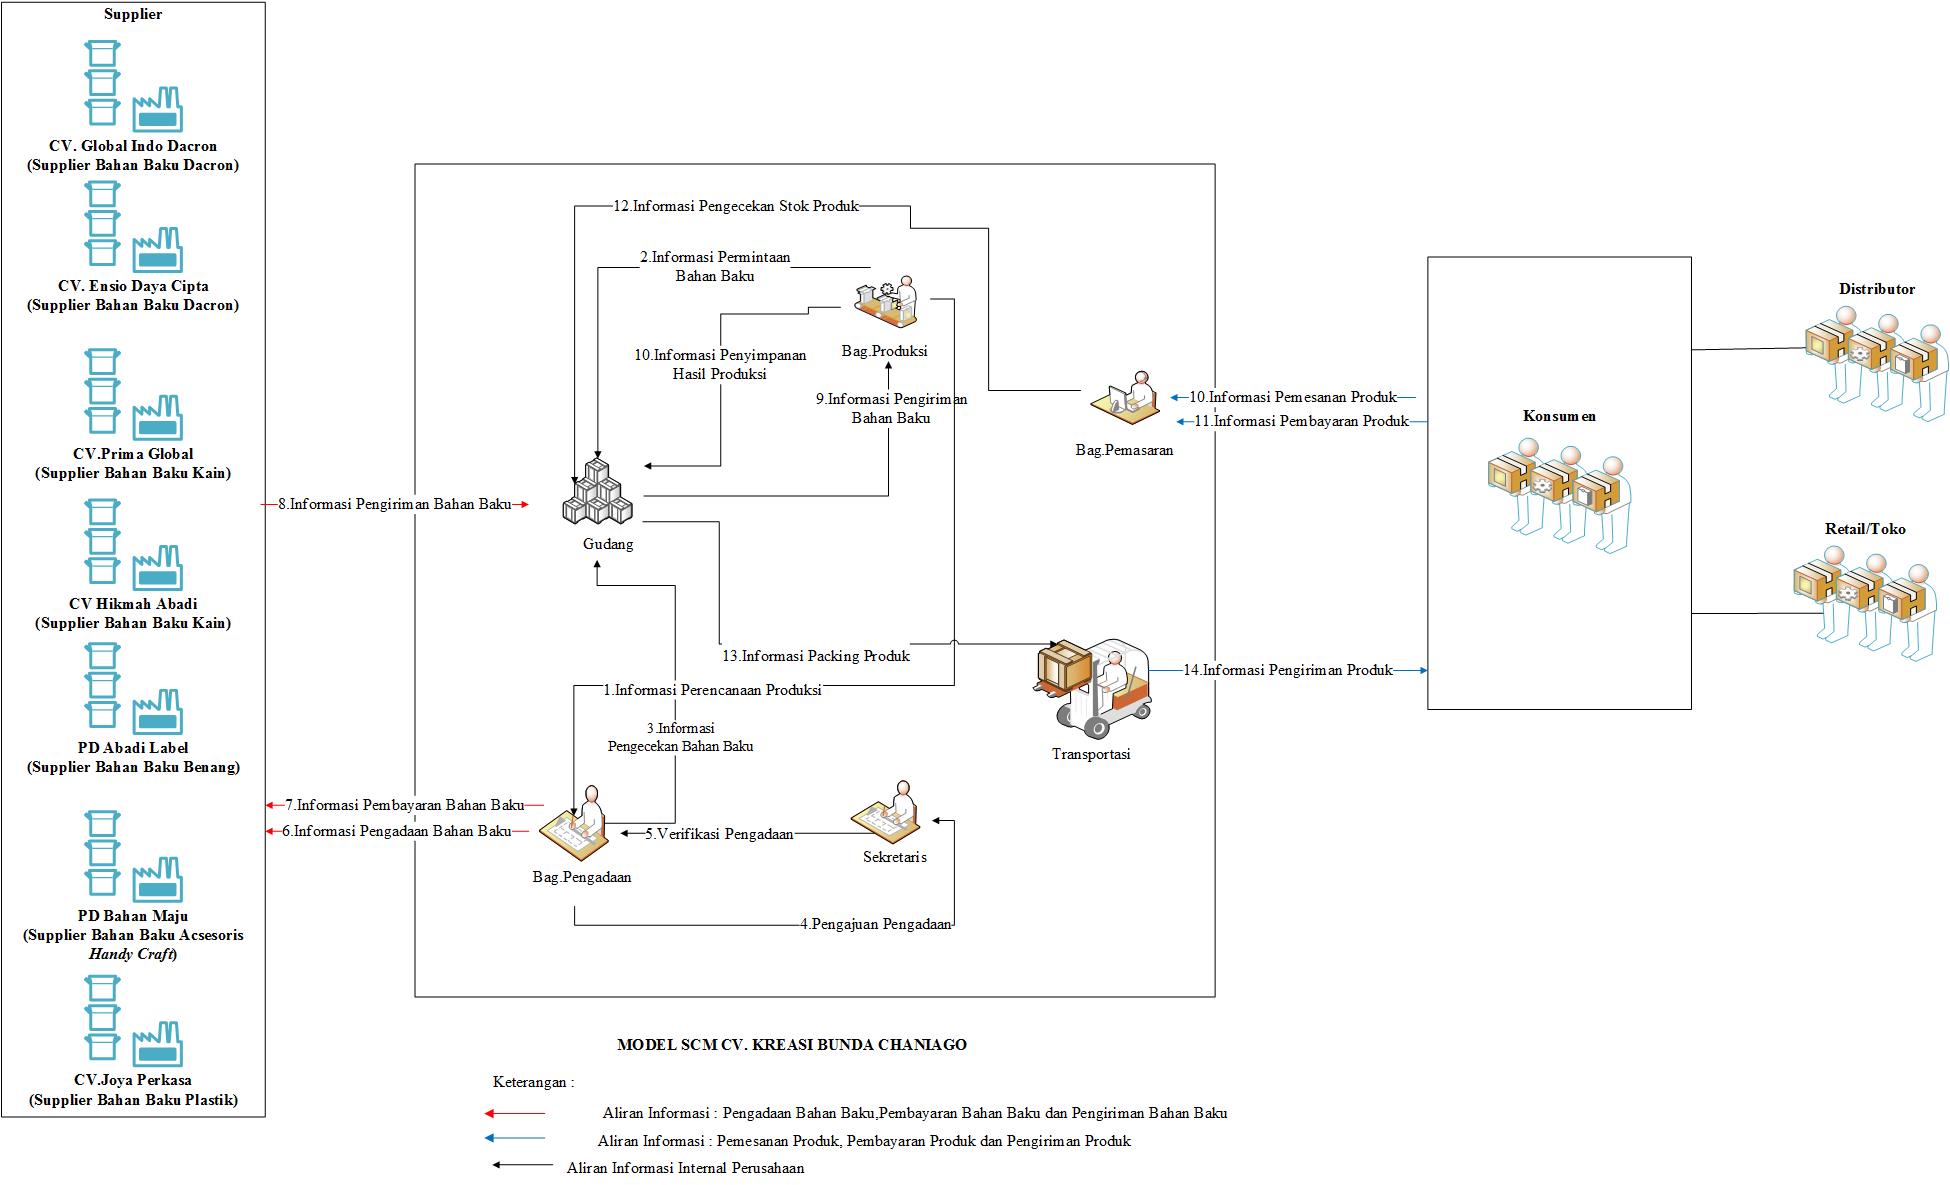 Supplier
CV. Global Indo Dacron
(Supplier Bahan Baku Dacron)
CV. Ensio Daya Cipta
(Supplier Bahan Baku Dacron)
CV.Prima Global
(Supplier Bahan Baku Kain)
CV Hikmah Abadi
(Supplier Bahan Baku Kain)
PD Abadi Label
(Supplier Bahan Baku Benang)
PD Bahan Maju
(Supplier Bahan Baku Acsesoris
Handy Craft)
CV.Joya Perkasa
(Supplier Bahan Baku Plastik)
8.Informasi Pengiriman Bahan Baku
7.Informasi Pembayaran Bahan Baku
6.Informasi Pengadaan Bahan Baku
12.Informasi Pengecekan Stok Produk
2.Informasi Permintaan
Bahan Baku
Bag.Produksi
10.Informasi Penyimpanan
Hasil Produksi
9.Informasi Pengiriman
Bahan Baku
Gudang
13.Informasi Packing Produk
1.Informasi Perencanaan Produksi
3.Informasi
Pengecekan Bahan Baku
5.Verifikasi Pengadaan
Sekretaris
Bag.Pengadaan
4.Pengajuan Pengadaan
Bag.Pemasaran
Transportasi
10.Informasi Pemesanan Produk
11.Informasi Pembayaran Produk
14.Informasi Pengiriman Produk
Konsumen
Distributor
Retail/Toko
MODEL SCM CV. KREASI BUNDA CHANIAGO
Keterangan :
Aliran Informasi : Pengadaan Bahan Baku,Pembayaran Bahan Baku dan Pengiriman Bahan Baku
Aliran Informasi : Pemesanan Produk, Pembayaran Produk dan Pengiriman Produk
Aliran Informasi Internal Perusahaan